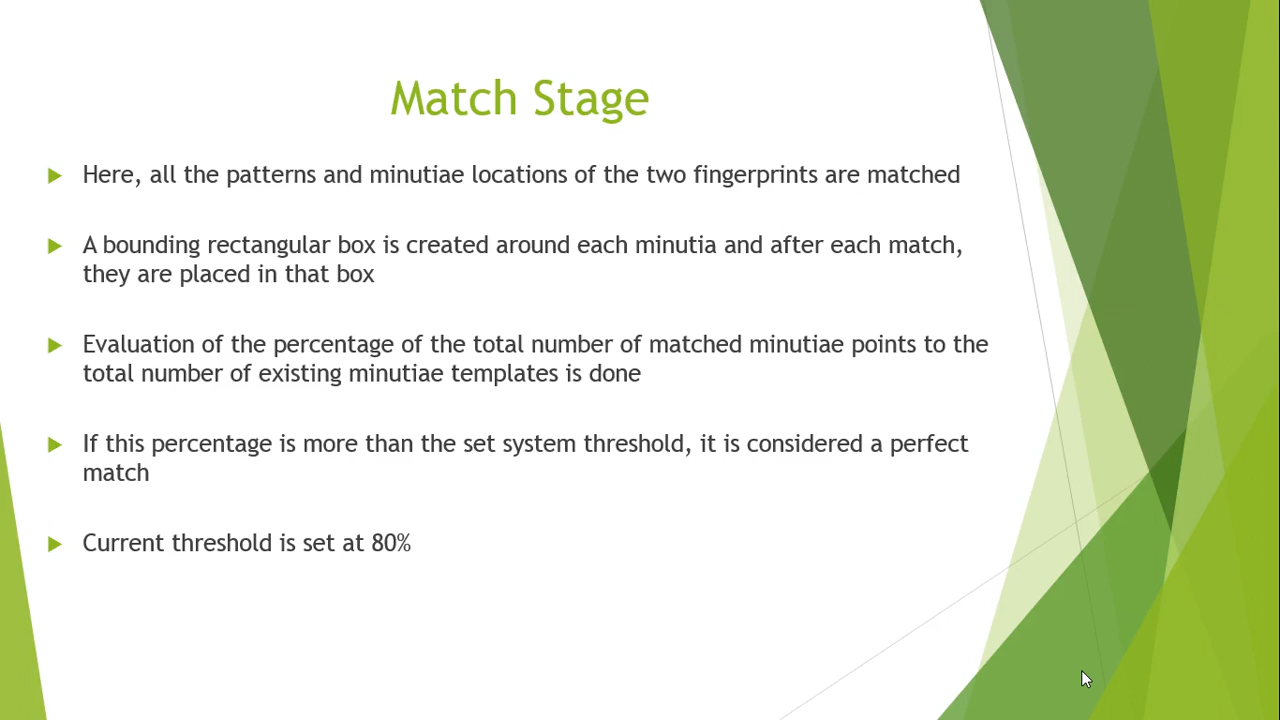 Match Stage
Here, all the patterns and minutiae locations of the two fingerprints are matched
A bounding rectangular box is created around each minutia and after each match,
they are placed in that box
Evaluation of the percentage of the total number of matched minutiae points to the
total number of existing minutiae templates is done
If this percentage is more than the set system threshold, it is considered a perfect
match
Current threshold is set at 80%